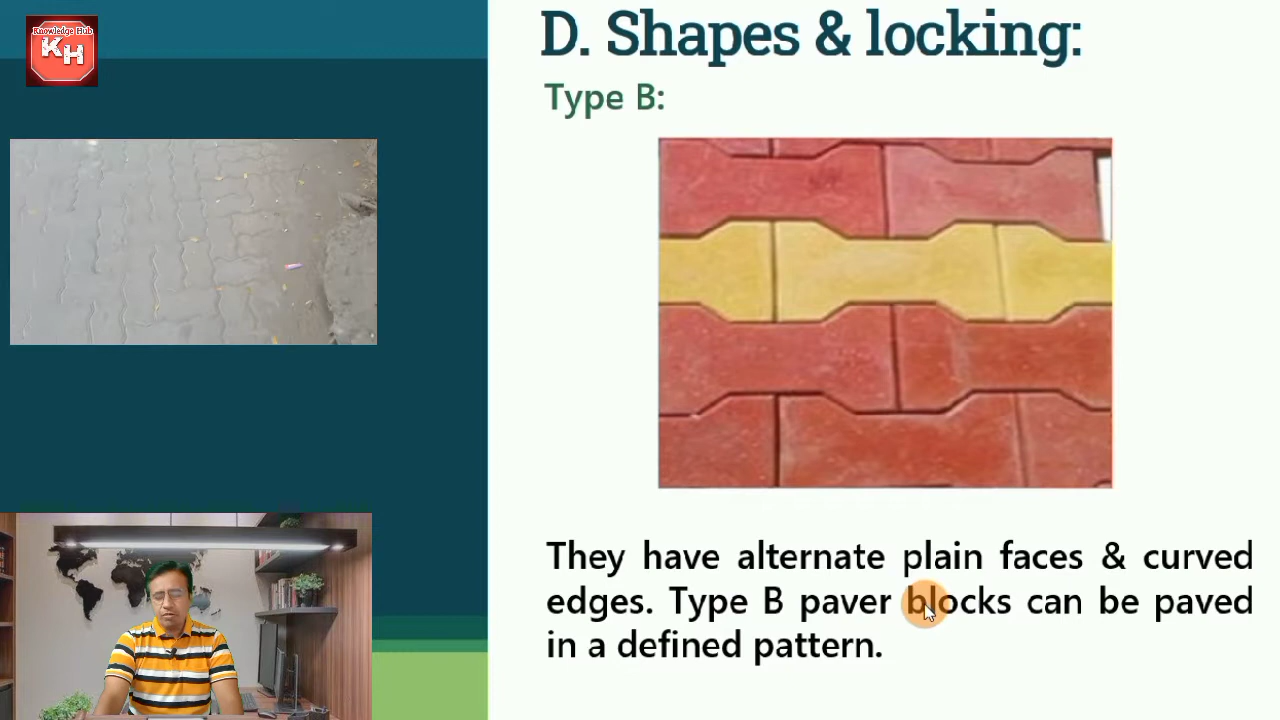 Knowledge Hub
KH
D. Shapes & locking:
Type B:
They have alternate plain faces & curved
edges. Type B paver blocks can be paved
in a defined pattern.